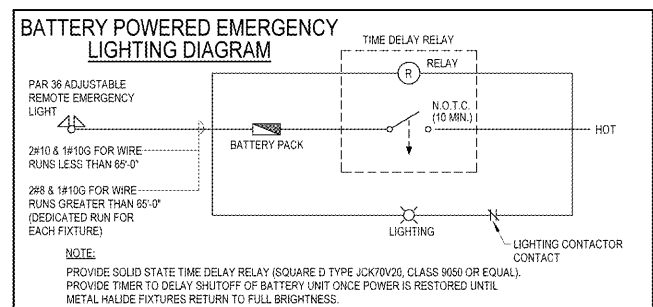 BATTERY POWERED EMERGENCY
LIGHTING DIAGRAM
TIME DELAY RELAY
R
RELAY
PAR 36 ADJUSTABLE
REMOTE EMERGENCY
LIGHT
N.O.T.C.
(10 MIN.)
HOT
BATTERY PACK
2#10 & 1#10G FOR WIRE
RUNS LESS THAN 65'-0"
2#8 & 1#10G FOR WIRE
RUNS GREATER THAN 65'-0"
(DEDICATED RUN FOR
EACH FIXTURE)
LIGHTING
LIGHTING CONTACTOR
CONTACT
NOTE:
PROVIDE SOLID STATE TIME DELAY RELAY (SQUARE D TYPE JCK70V20, CLASS 9050 OR EQUAL).
PROVIDE TIMER TO DELAY SHUTOFF OF BATTERY UNIT ONCE POWER IS RESTORED UNTIL
METAL HALIDE FIXTURES RETURN TO FULL BRIGHTNESS.